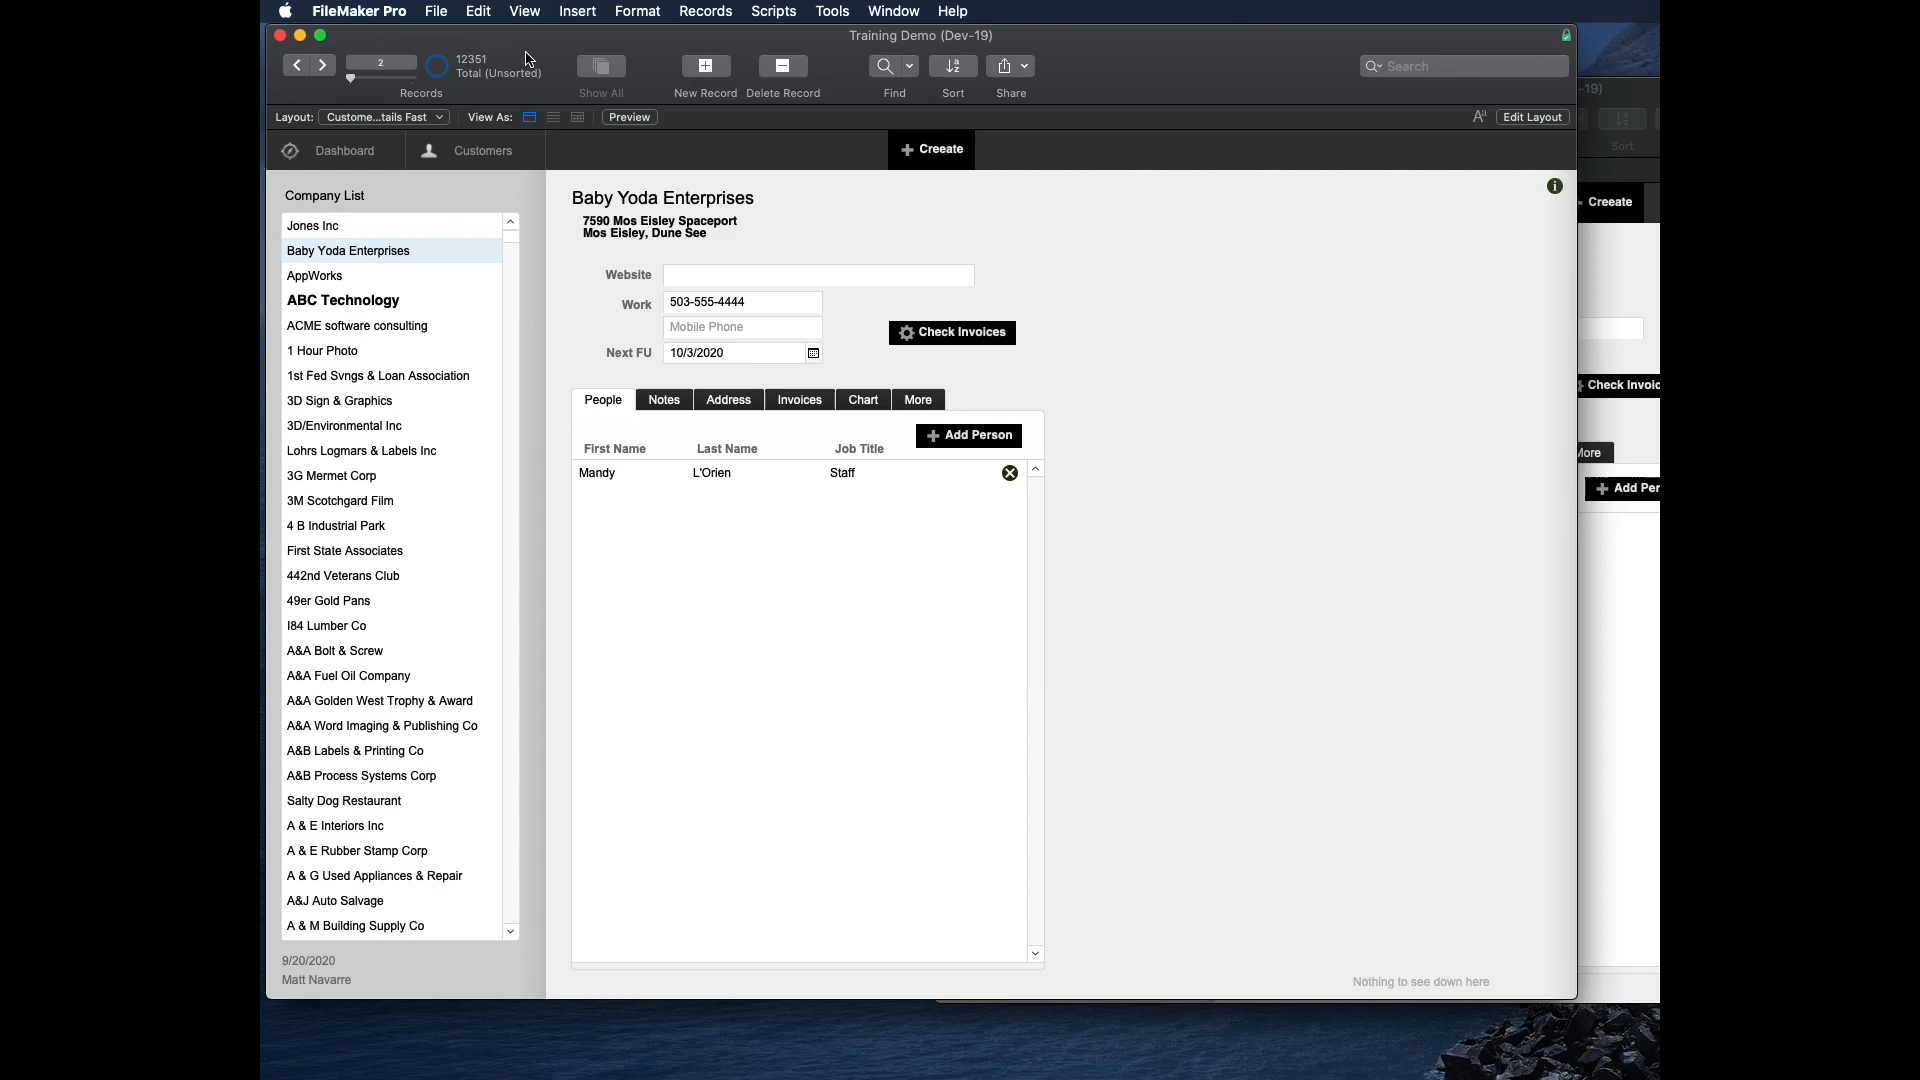 FileMaker Pro File Edit View Insert Format Records Scripts Tools Window Help
Training Demo (Dev-19)
2
12351
Total (Unsorted)
Records
Show All
New Record
Delete Record
Find
Sort
Share
Search
Layout: Custome...tails Fast
View As:
Preview
Aa
Edit Layout
Dashboard
Customers
Creeate
Company List
Jones Inc
Baby Yoda Enterprises
AppWorks
ABC Technology
ACME software consulting
1 Hour Photo
1st Fed Svngs & Loan Association
3D Sign & Graphics
3D/Environmental Inc
Lohrs Logmars & Labels Inc
3G Mermet Corp
3M Scotchgard Film
4 B Industrial Park
First State Associates
442nd Veterans Club
49er Gold Pans
I84 Lumber Co
A&A Bolt & Screw
A&A Fuel Oil Company
A&A Golden West Trophy & Award
A&A Word Imaging & Publishing Co
A&B Labels & Printing Co
A&B Process Systems Corp
Salty Dog Restaurant
A & E Interiors Inc
A & E Rubber Stamp Corp
A & G Used Appliances & Repair
A&J Auto Salvage
A & M Building Supply Co
9/20/2020
Matt Navarre
Baby Yoda Enterprises
7590 Mos Eisley Spaceport
Mos Eisley, Dune See
Website
Work 503-555-4444
Mobile Phone
Next FU 10/3/2020
Check Invoices
People Notes Address Invoices Chart More
Add Person
First Name Last Name Job Title
Mandy L'Orien Staff
Nothing to see down here
-19)
Sort
Creeate
Check Invoic
More
Add Per